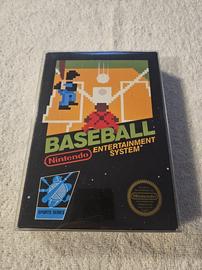 BASEBALL
Nintendo
ENTERTAINMENT
SYSTEM
SPORTS SERIES